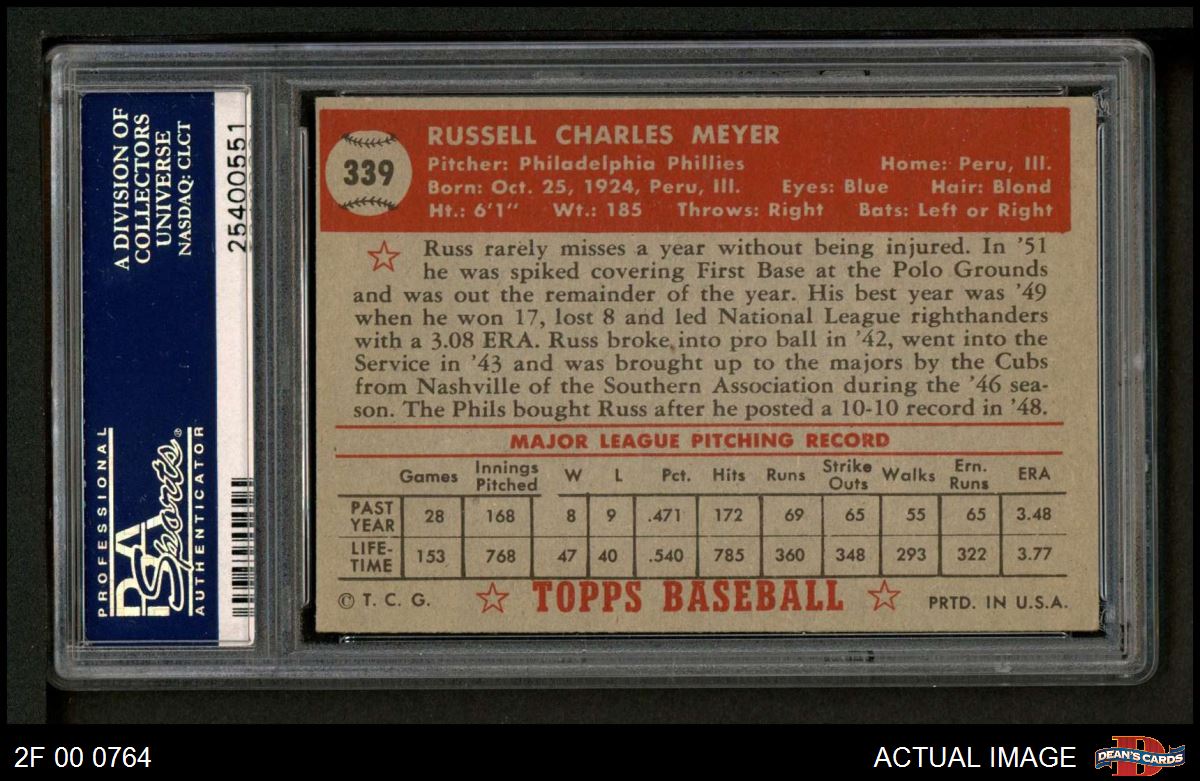 A DIVISION OF
COLLECTORS
UNIVERSE
NASDAQ: CLCT
25400551
PROFESSIONAL
PSA
Sports®
AUTHENTICATOR
339
RUSSELL CHARLES MEYER
Pitcher: Philadelphia Phillies Home: Peru, Ill.
Born: Oct. 25, 1924, Peru, Ill. Eyes: Blue Hair: Blond
Ht.: 6'1" Wt.: 185 Throws: Right Bats: Left or Right
Russ rarely misses a year without being injured. In '51
he was spiked covering First Base at the Polo Grounds
and was out the remainder of the year. His best year was '49
when he won 17, lost 8 and led National League righthanders
with a 3.08 ERA. Russ broke into pro ball in '42, went into the
Service in '43 and was brought up to the majors by the Cubs
from Nashville of the Southern Association during the '46 sea-
son. The Phils bought Russ after he posted a 10-10 record in '48.
MAJOR LEAGUE PITCHING RECORD
Games Innings Pitched W L Pct. Hits Runs Strike Outs Walks Ern. Runs ERA
PAST YEAR 28 168 8 9 .471 172 69 65 55 65 3.48
LIFE-TIME 153 768 47 40 .540 785 360 348 293 322 3.77
© T. C. G. TOPPS BASEBALL PRTD. IN U.S.A.
2F 00 0764
ACTUAL IMAGE
D
DEAN'S CARDS